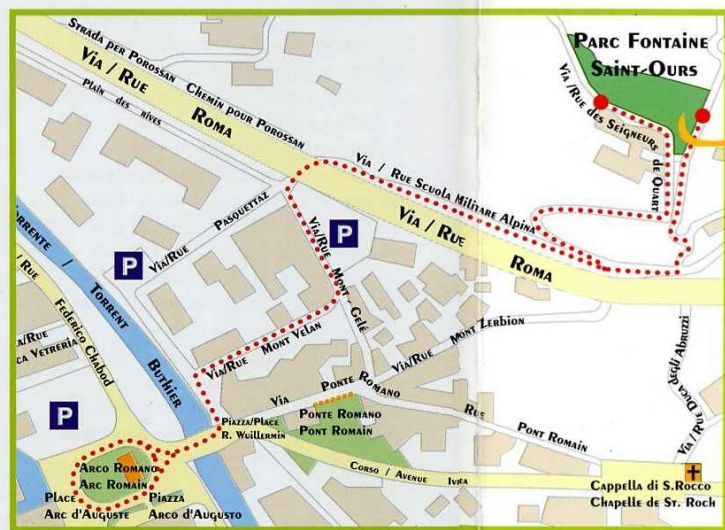 Parc Fontaine
Saint-Ours
Strada per Porossan
Chemin pour Porossan
Via / Rue
Roma
Plain des rives
Via /Rue des Seigneurs
de Quart
Via / Rue Scuola Militare Alpina
Via / Rue
Roma
Via/Rue Pasquettaz
P
P
P
Via/Rue Mont - Gelé
Via/Rue Mont Velan
Via/Rue Mont Zerbion
Torrente / Torrent
Buthier
/ Rue
Federico Chabod
/Rue
ca Vetreria
Via Ponte Romano
Rue Pont Romain
Ponte Romano
Pont Romain
Piazza/Place
R. Wuillermin
Corso / Avenue Ivrea
Via/Rue Duca degli Abruzzi
Arco Romano
Arc Romain
Place
Arc d'Auguste
Piazza
Arco d'Augusto
Cappella di S.Rocco
Chapelle de St. Roch